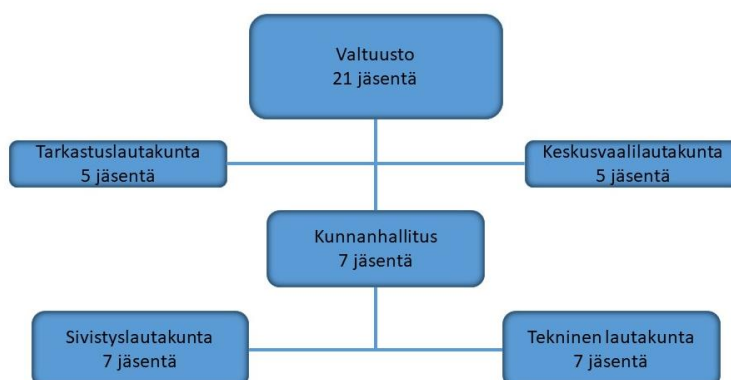 Valtuusto
21 jäsentä
Tarkastuslautakunta
5 jäsentä
Keskusvaalilautakunta
5 jäsentä
Kunnanhallitus
7 jäsentä
Sivistyslautakunta
7 jäsentä
Tekninen lautakunta
7 jäsentä